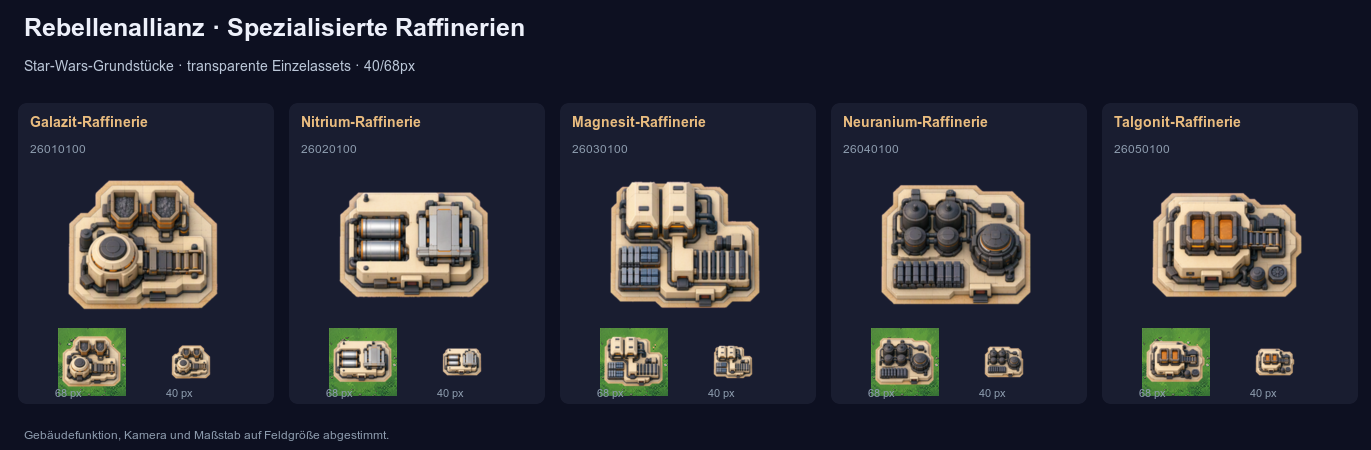 Rebellenallianz · Spezialisierte Raffinerien
Star-Wars-Grundstücke · transparente Einzelassets · 40/68px
Galazit-Raffinerie
26010100
68 px
40 px
Nitrium-Raffinerie
26020100
68 px
40 px
Magnesit-Raffinerie
26030100
68 px
40 px
Neuranium-Raffinerie
26040100
68 px
40 px
Talgonit-Raffinerie
26050100
68 px
40 px
Gebäudefunktion, Kamera und Maßstab auf Feldgröße abgestimmt.